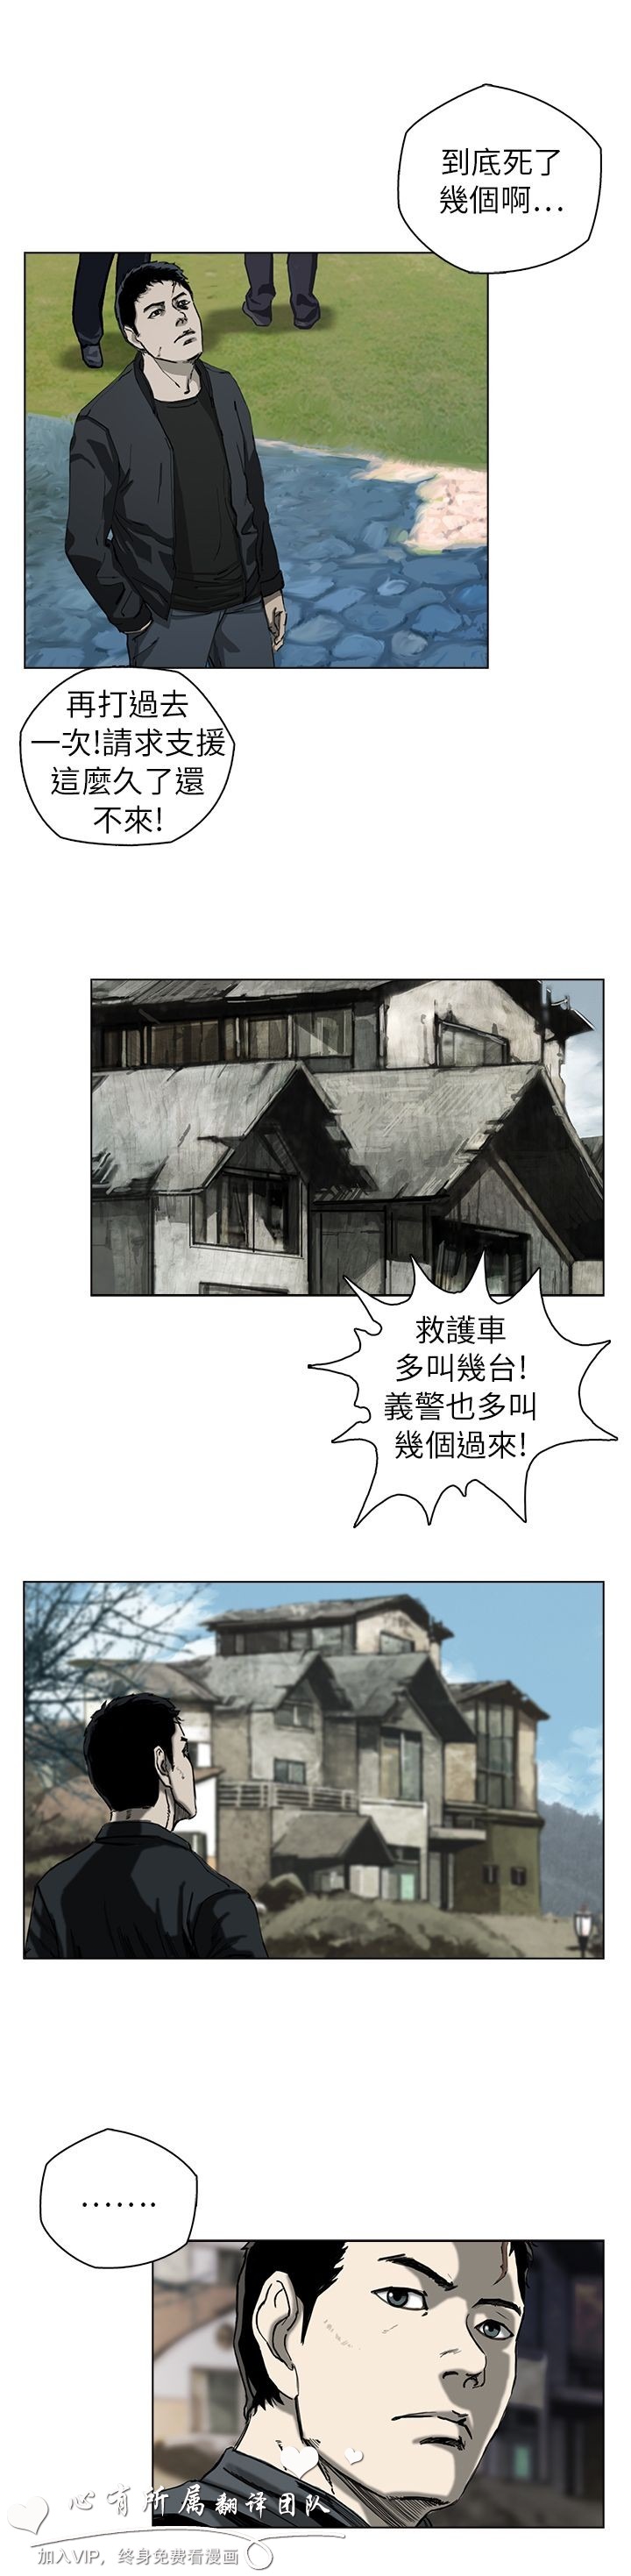 到底死了
幾個啊...
再打過去
一次!請求支援
這麼久了還
不來!
救護車
多叫幾台!
義警也多叫
幾個過來!
.......
心有所属翻译团队
加入VIP，终身免费看漫画